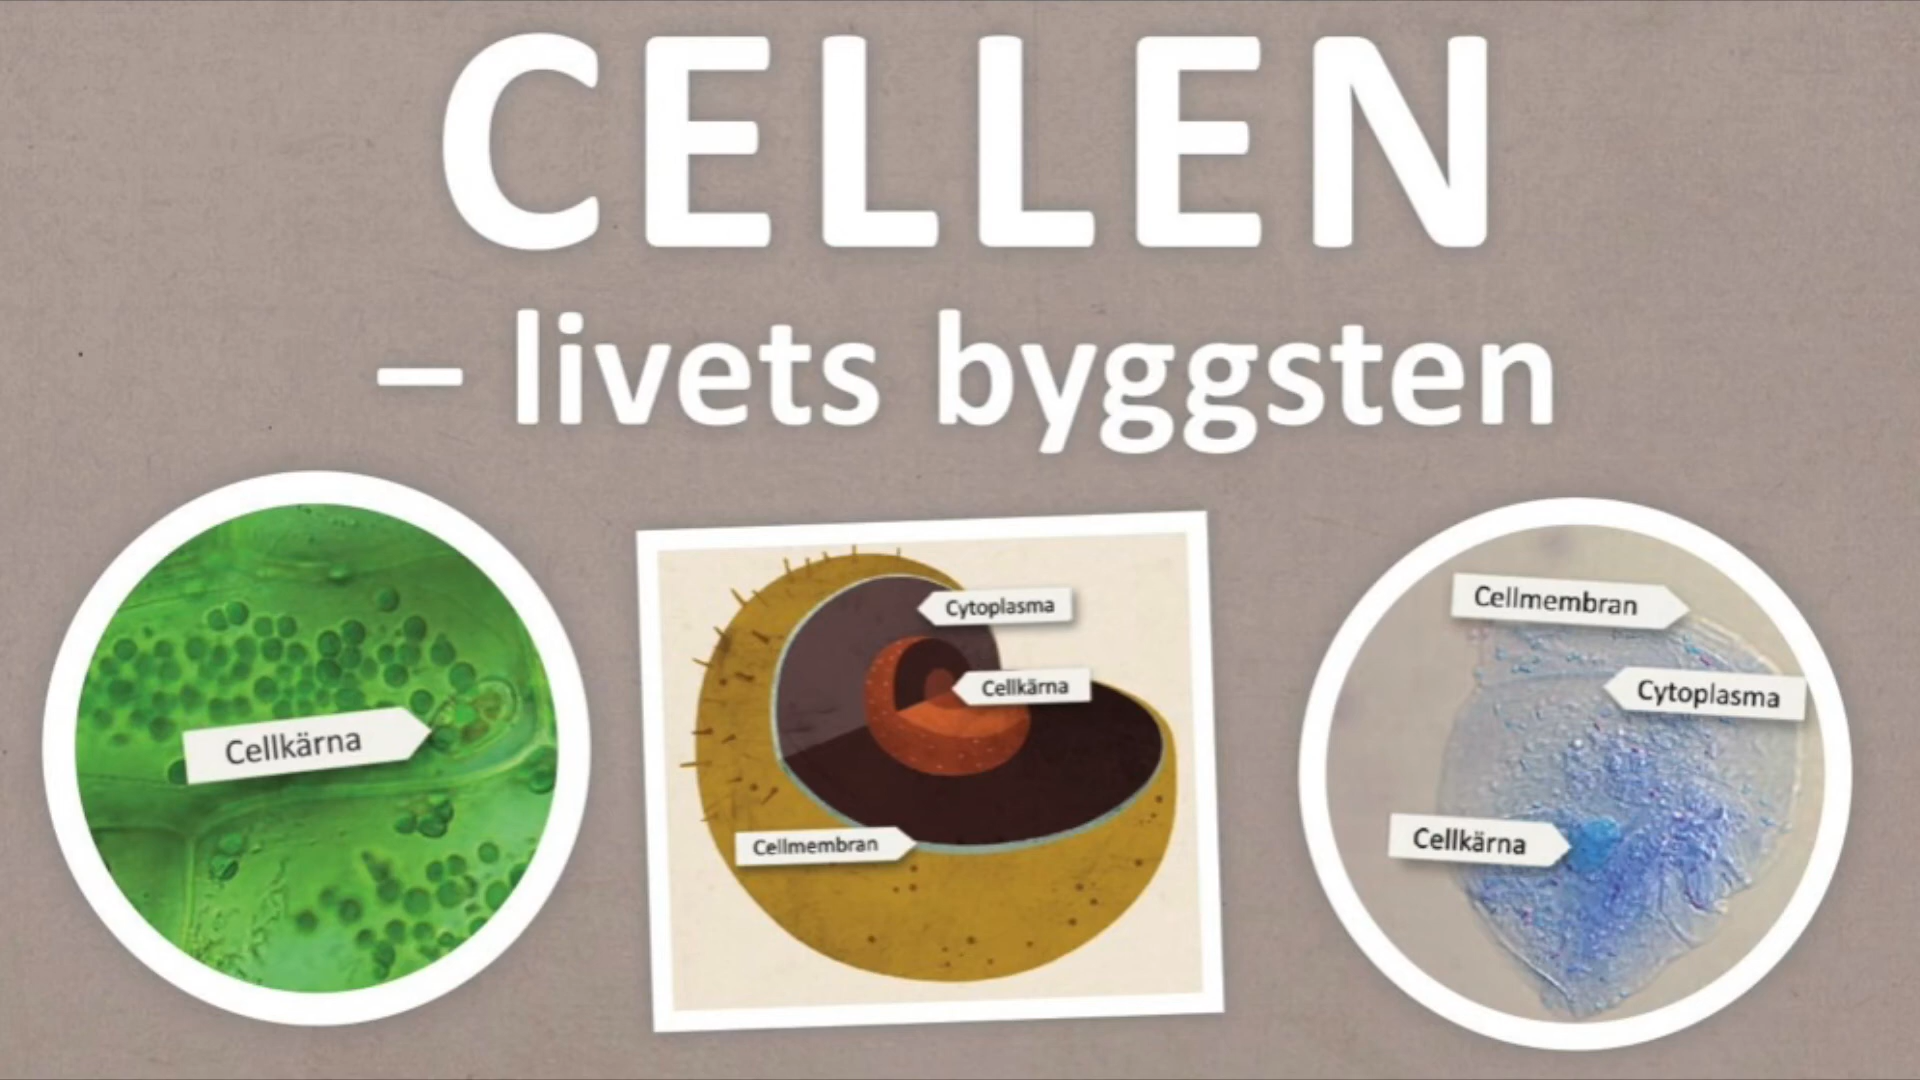 CELLEN
– livets byggsten
Cellkärna
Cytoplasma
Cellkärna
Cellmembran
Cellmembran
Cytoplasma
Cellkärna